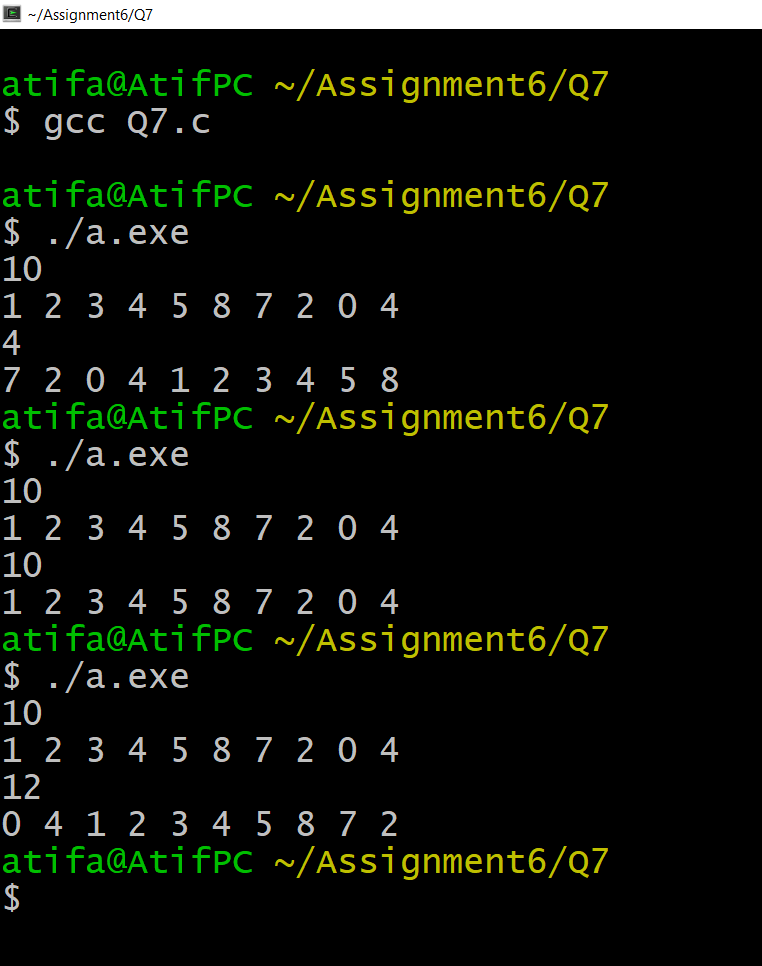 ~/Assignment6/Q7
atifa@AtifPC ~/Assignment6/Q7
$ gcc Q7.c
atifa@AtifPC ~/Assignment6/Q7
$ ./a.exe
10
1 2 3 4 5 8 7 2 0 4
4
7 2 0 4 1 2 3 4 5 8
atifa@AtifPC ~/Assignment6/Q7
$ ./a.exe
10
1 2 3 4 5 8 7 2 0 4
10
1 2 3 4 5 8 7 2 0 4
atifa@AtifPC ~/Assignment6/Q7
$ ./a.exe
10
1 2 3 4 5 8 7 2 0 4
12
0 4 1 2 3 4 5 8 7 2
atifa@AtifPC ~/Assignment6/Q7
$